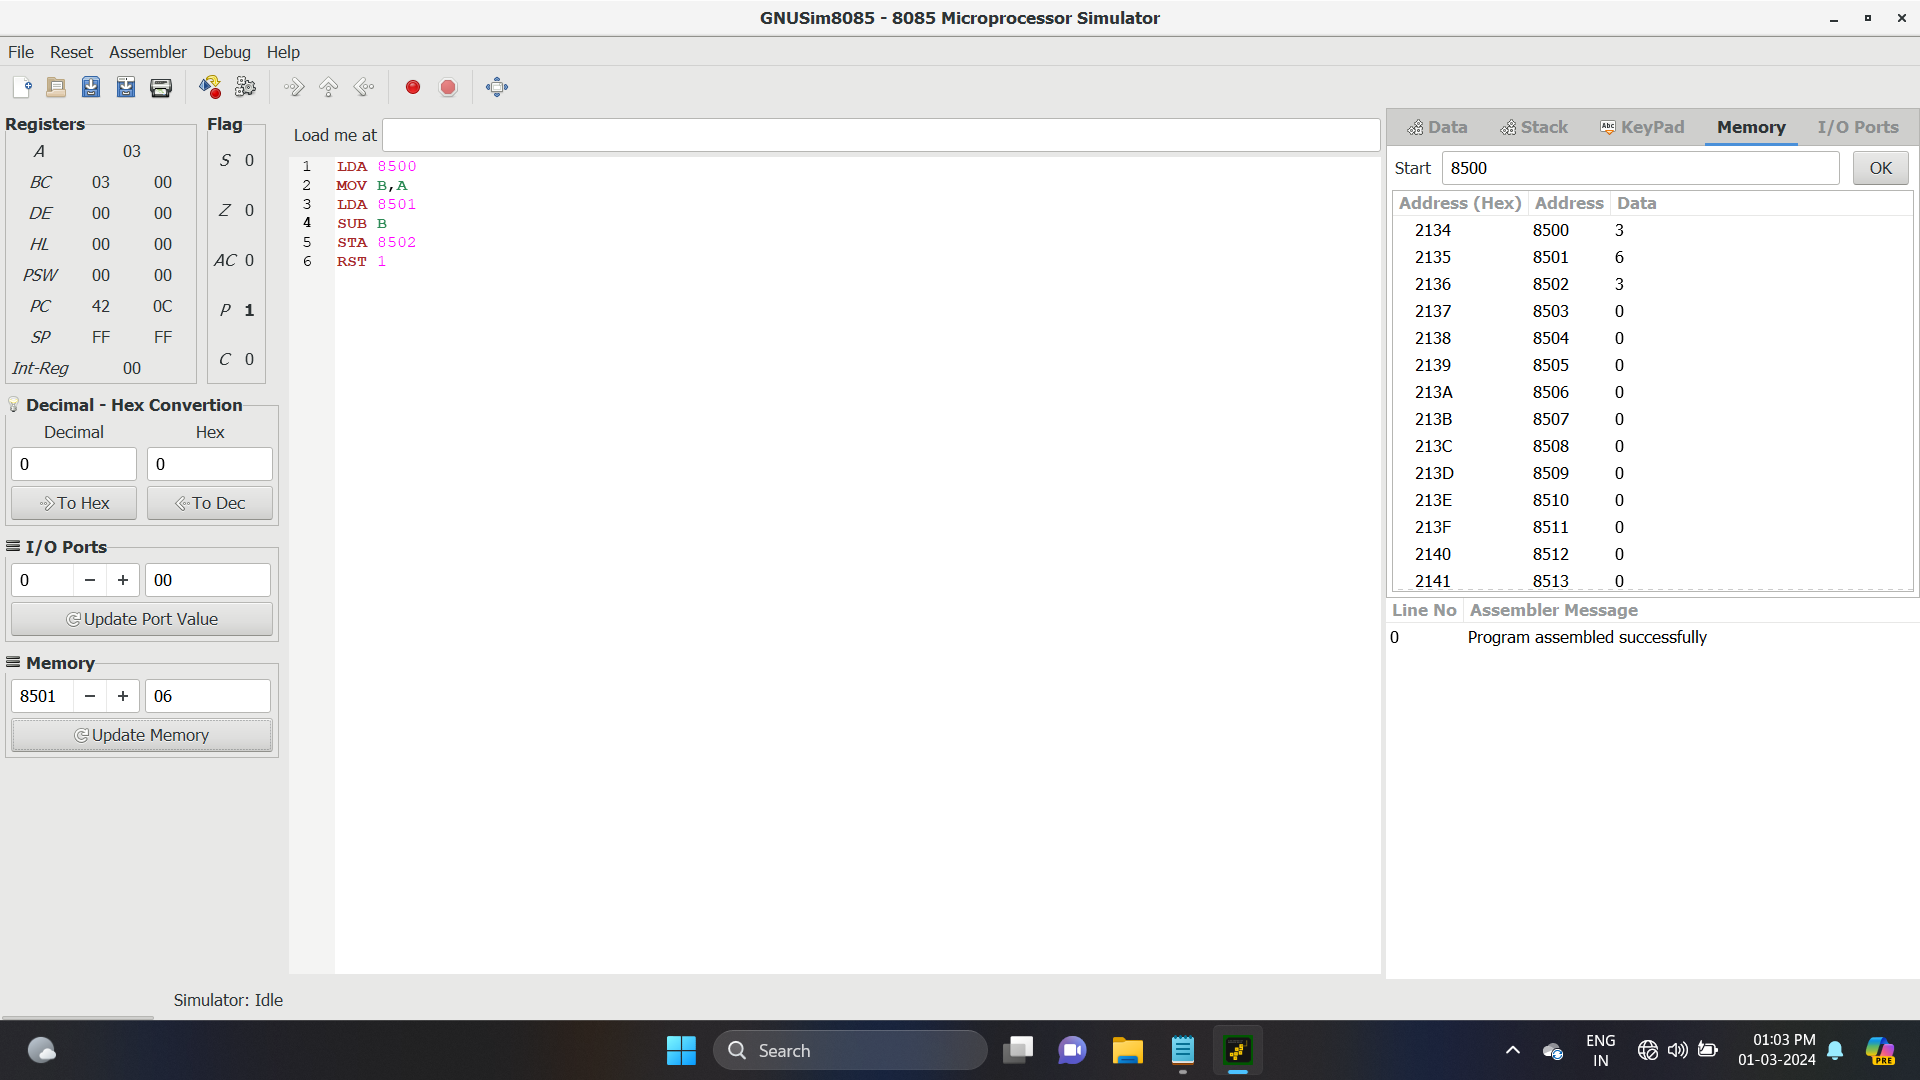 GNUSim8085 - 8085 Microprocessor Simulator
File Reset Assembler Debug Help
Registers
A 03
BC 03 00
DE 00 00
HL 00 00
PSW 00 00
PC 42 0C
SP FF FF
Int-Reg 00
Flag
S 0
Z 0
AC 0
P 1
C 0
Decimal - Hex Convertion
Decimal Hex
0 0
To Hex To Dec
I/O Ports
0 − + 00
Update Port Value
Memory
8501 − + 06
Update Memory
Load me at
1 LDA 8500
2 MOV B,A
3 LDA 8501
4 SUB B
5 STA 8502
6 RST 1
Data Stack Abc KeyPad Memory I/O Ports
Start 8500 OK
Address (Hex) Address Data
2134 8500 3
2135 8501 6
2136 8502 3
2137 8503 0
2138 8504 0
2139 8505 0
213A 8506 0
213B 8507 0
213C 8508 0
213D 8509 0
213E 8510 0
213F 8511 0
2140 8512 0
2141 8513 0
Line No Assembler Message
0 Program assembled successfully
Simulator: Idle
Search
ENG
IN
01:03 PM
01-03-2024
PRE